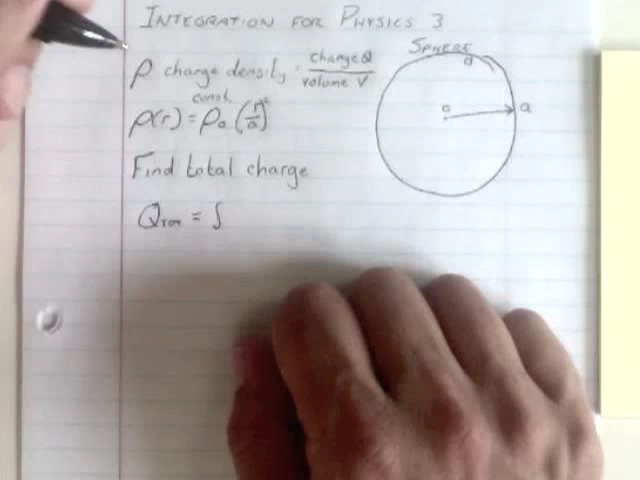 INTEGRATION FOR PHYSICS 3
SPHERE
ρ charge density = charge Q / volume V
const.
ρ(r) = ρ₀ (r/a)²
o a
Find total charge
Q_TOT = ∫